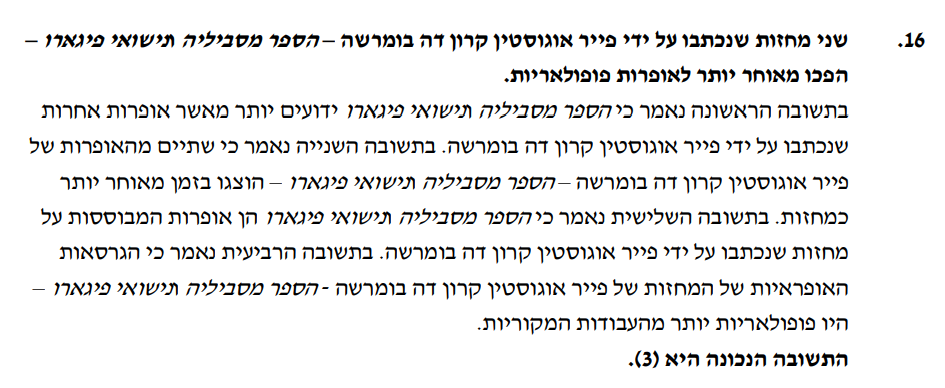 16. שני מחזות שנכתבו על ידי פייר אוגוסטין קרון דה בומרשה – הספר מסביליה ונישואי פיגארו –
הפכו מאוחר יותר לאופרות פופולאריות.
בתשובה הראשונה נאמר כי הספר מסביליה ונישואי פיגארו ידועים יותר מאשר אופרות אחרות
שנכתבו על ידי פייר אוגוסטין קרון דה בומרשה. בתשובה השנייה נאמר כי שתיים מהאופרות של
פייר אוגוסטין קרון דה בומרשה – הספר מסביליה ונישואי פיגארו – הוצגו בזמן מאוחר יותר
כמחזות. בתשובה השלישית נאמר כי הספר מסביליה ונישואי פיגארו הן אופרות המבוססות על
מחזות שנכתבו על ידי פייר אוגוסטין קרון דה בומרשה. בתשובה הרביעית נאמר כי הגרסאות
האופראיות של המחזות של פייר אוגוסטין קרון דה בומרשה - הספר מסביליה ונישואי פיגארו –
היו פופולאריות יותר מהעבודות המקוריות.
התשובה הנכונה היא (3).